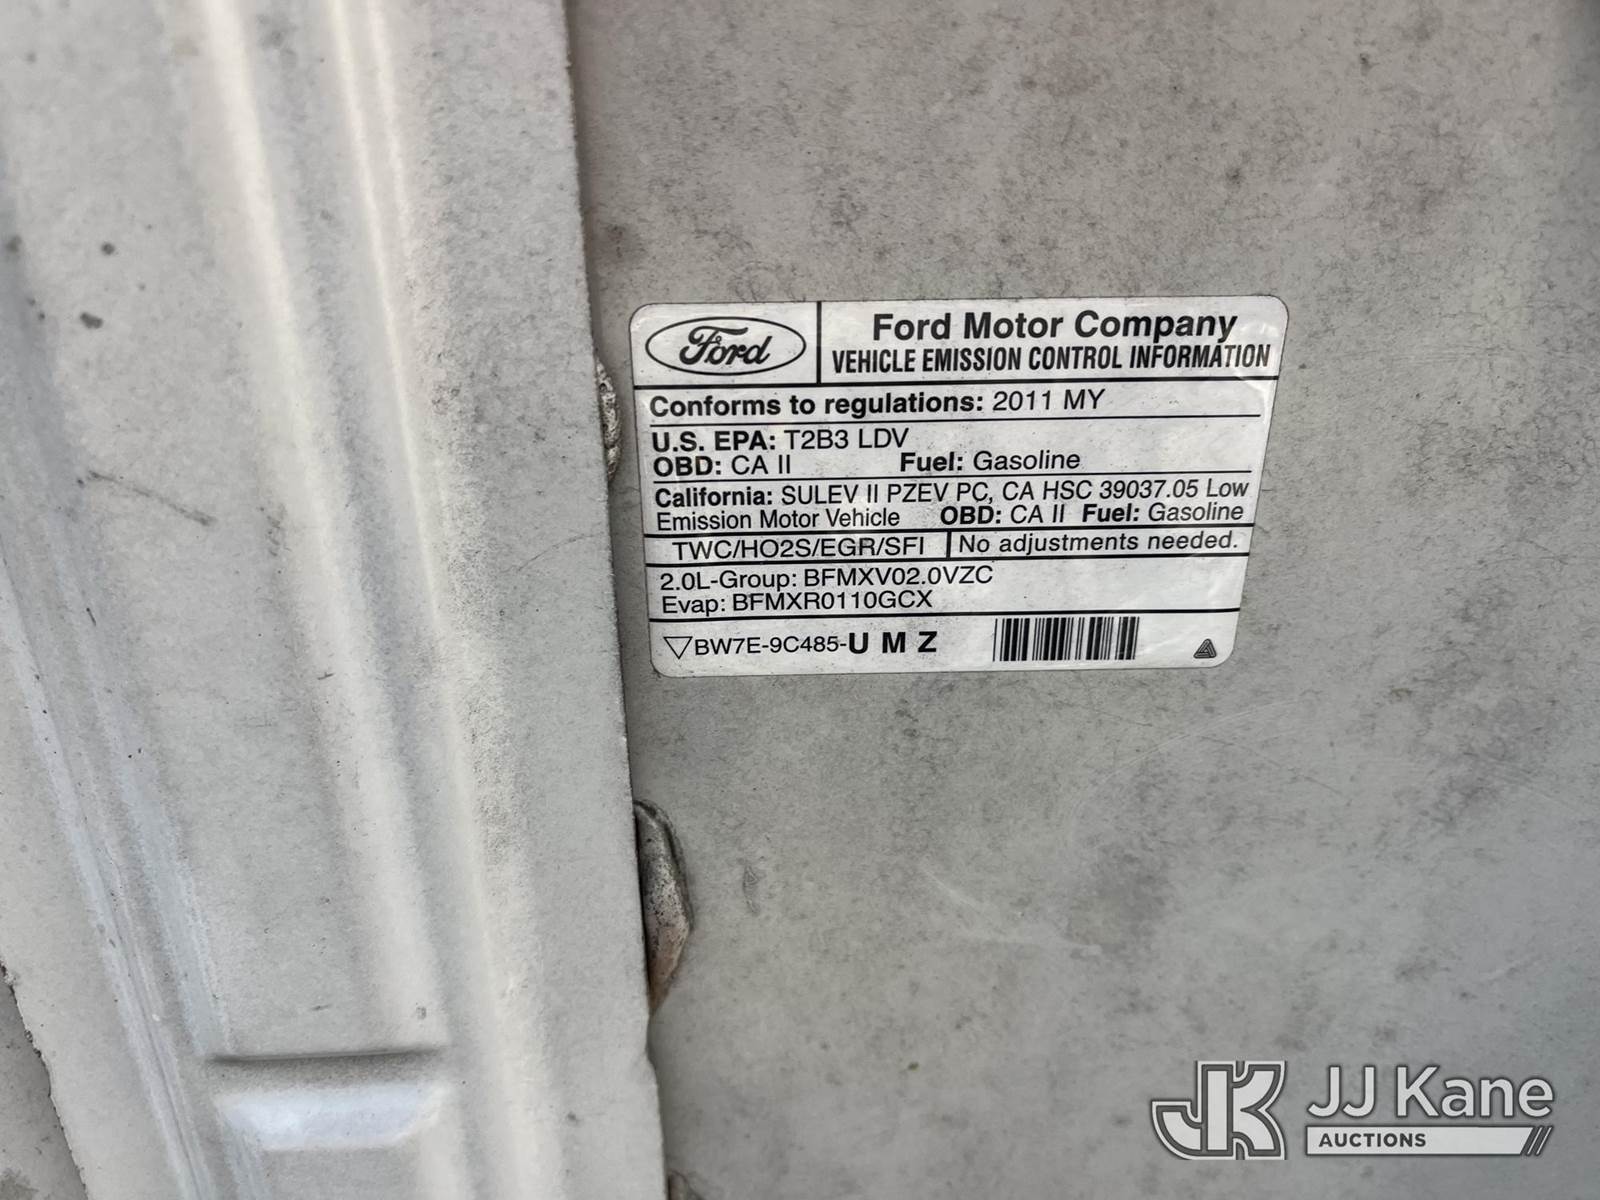 Ford
Ford Motor Company
VEHICLE EMISSION CONTROL INFORMATION
Conforms to regulations: 2011 MY
U.S. EPA: T2B3 LDV
OBD: CA II Fuel: Gasoline
California: SULEV II PZEV PC, CA HSC 39037.05 Low
Emission Motor Vehicle OBD: CA II Fuel: Gasoline
TWC/HO2S/EGR/SFI No adjustments needed.
2.0L-Group: BFMXV02.0VZC
Evap: BFMXR0110GCX
BW7E-9C485-U M Z
JK JJ Kane
AUCTIONS